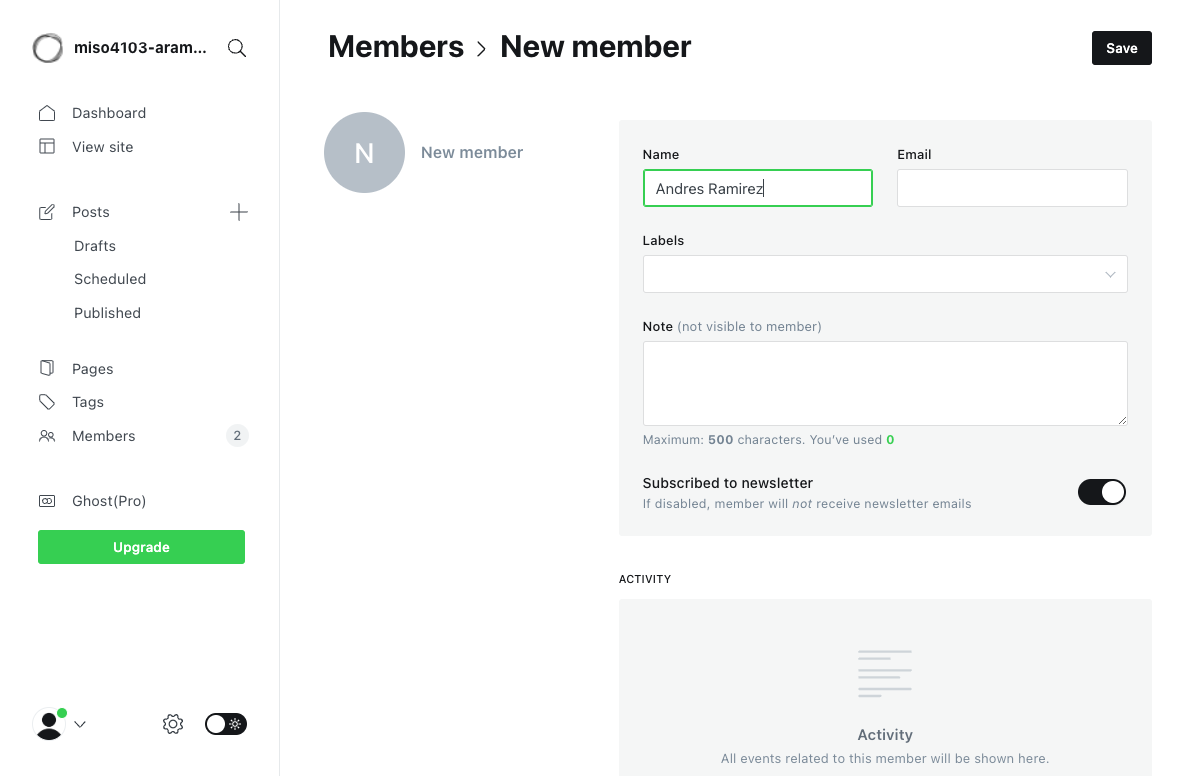 miso4103-aram...
Dashboard
View site
Posts
Drafts
Scheduled
Published
Pages
Tags
Members 2
Ghost(Pro)
Upgrade
Members > New member
Save
N
New member
Name
Andres Ramirez
Email
Labels
Note (not visible to member)
Maximum: 500 characters. You've used 0
Subscribed to newsletter
If disabled, member will not receive newsletter emails
ACTIVITY
Activity
All events related to this member will be shown here.